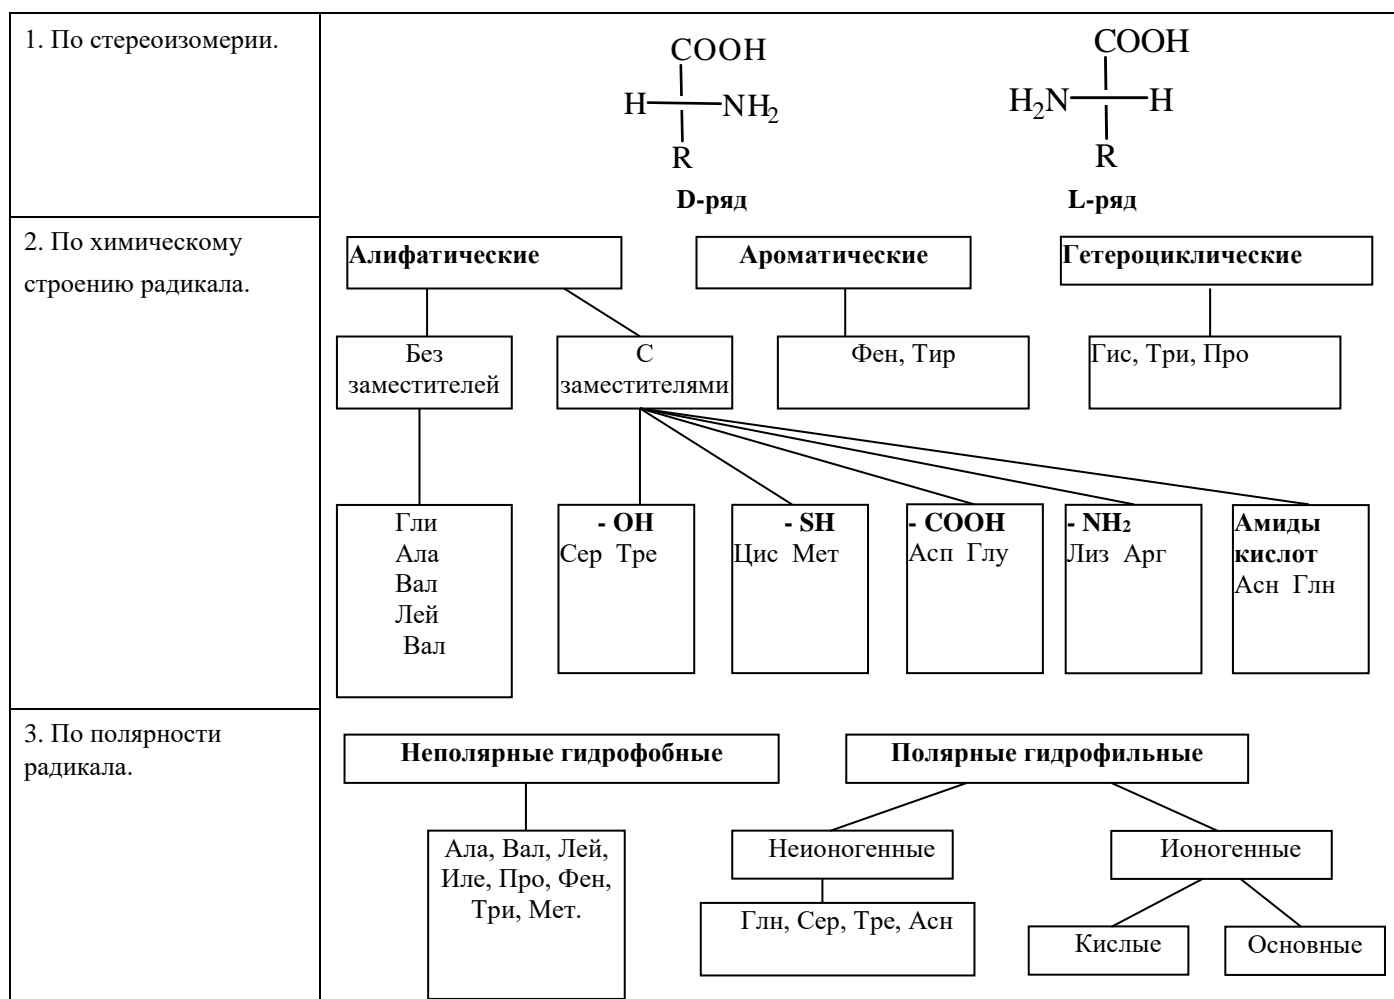 1. По стереоизомерии.
COOH
H
NH2
R
D-ряд
COOH
H2N
H
R
L-ряд
2. По химическому
строению радикала.
Алифатические
Ароматические
Гетероциклические
Без
заместителей
С
заместителями
Фен, Тир
Гис, Три, Про
Гли
Ала
Вал
Лей
Вал
- OH
Сер Тре
- SH
Цис Мет
- COOH
Асп Глу
- NH2
Лиз Арг
Амиды
кислот
Асн Глн
3. По полярности
радикала.
Неполярные гидрофобные
Полярные гидрофильные
Ала, Вал, Лей,
Иле, Про, Фен,
Три, Мет.
Неионогенные
Ионогенные
Глн, Сер, Тре, Асн
Кислые
Основные